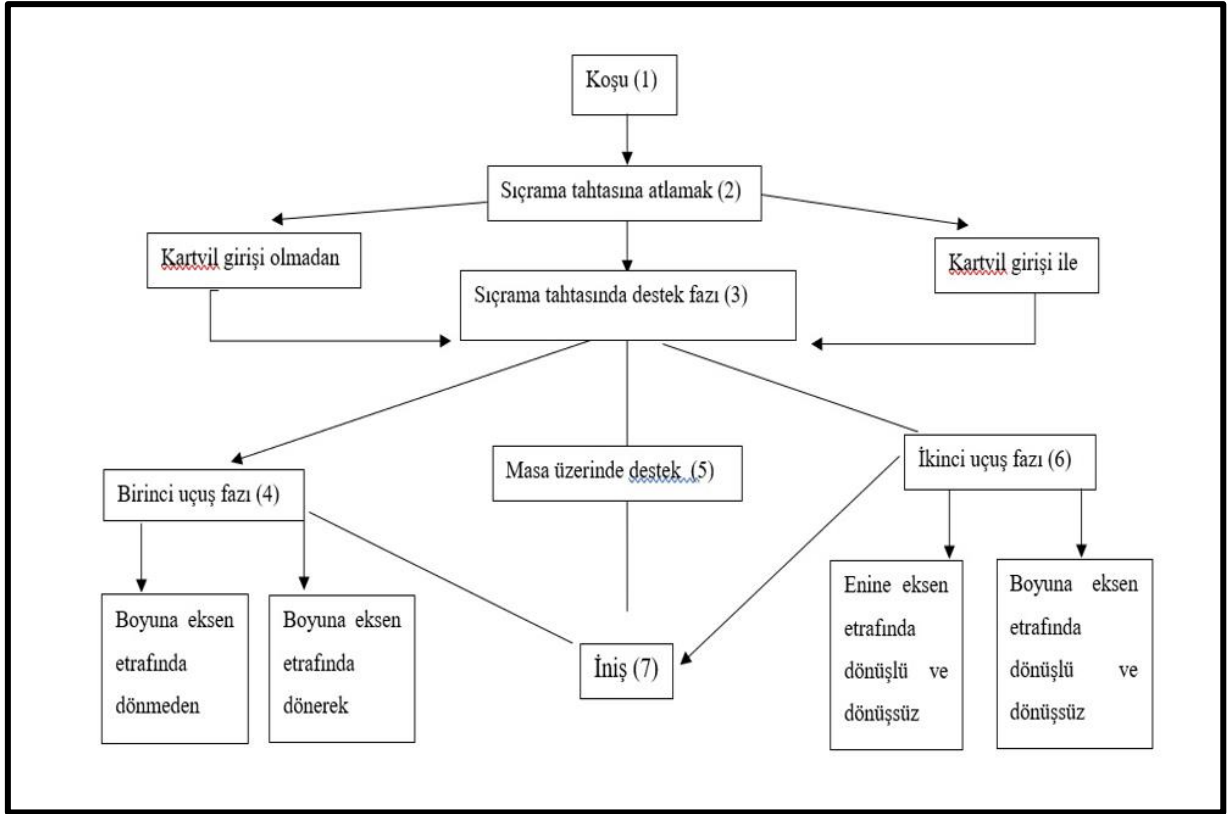 Koşu (1)
Sıçrama tahtasına atlamak (2)
Kartvil girişi olmadan
Kartvil girişi ile
Sıçrama tahtasında destek fazı (3)
Masa üzerinde destek (5)
İkinci uçuş fazı (6)
Birinci uçuş fazı (4)
Boyuna eksen
etrafında
dönmeden
Boyuna eksen
etrafında
dönerek
İniş (7)
Enine eksen
etrafında
dönüşlü ve
dönüşsüz
Boyuna eksen
etrafında
dönüşlü ve
dönüşsüz